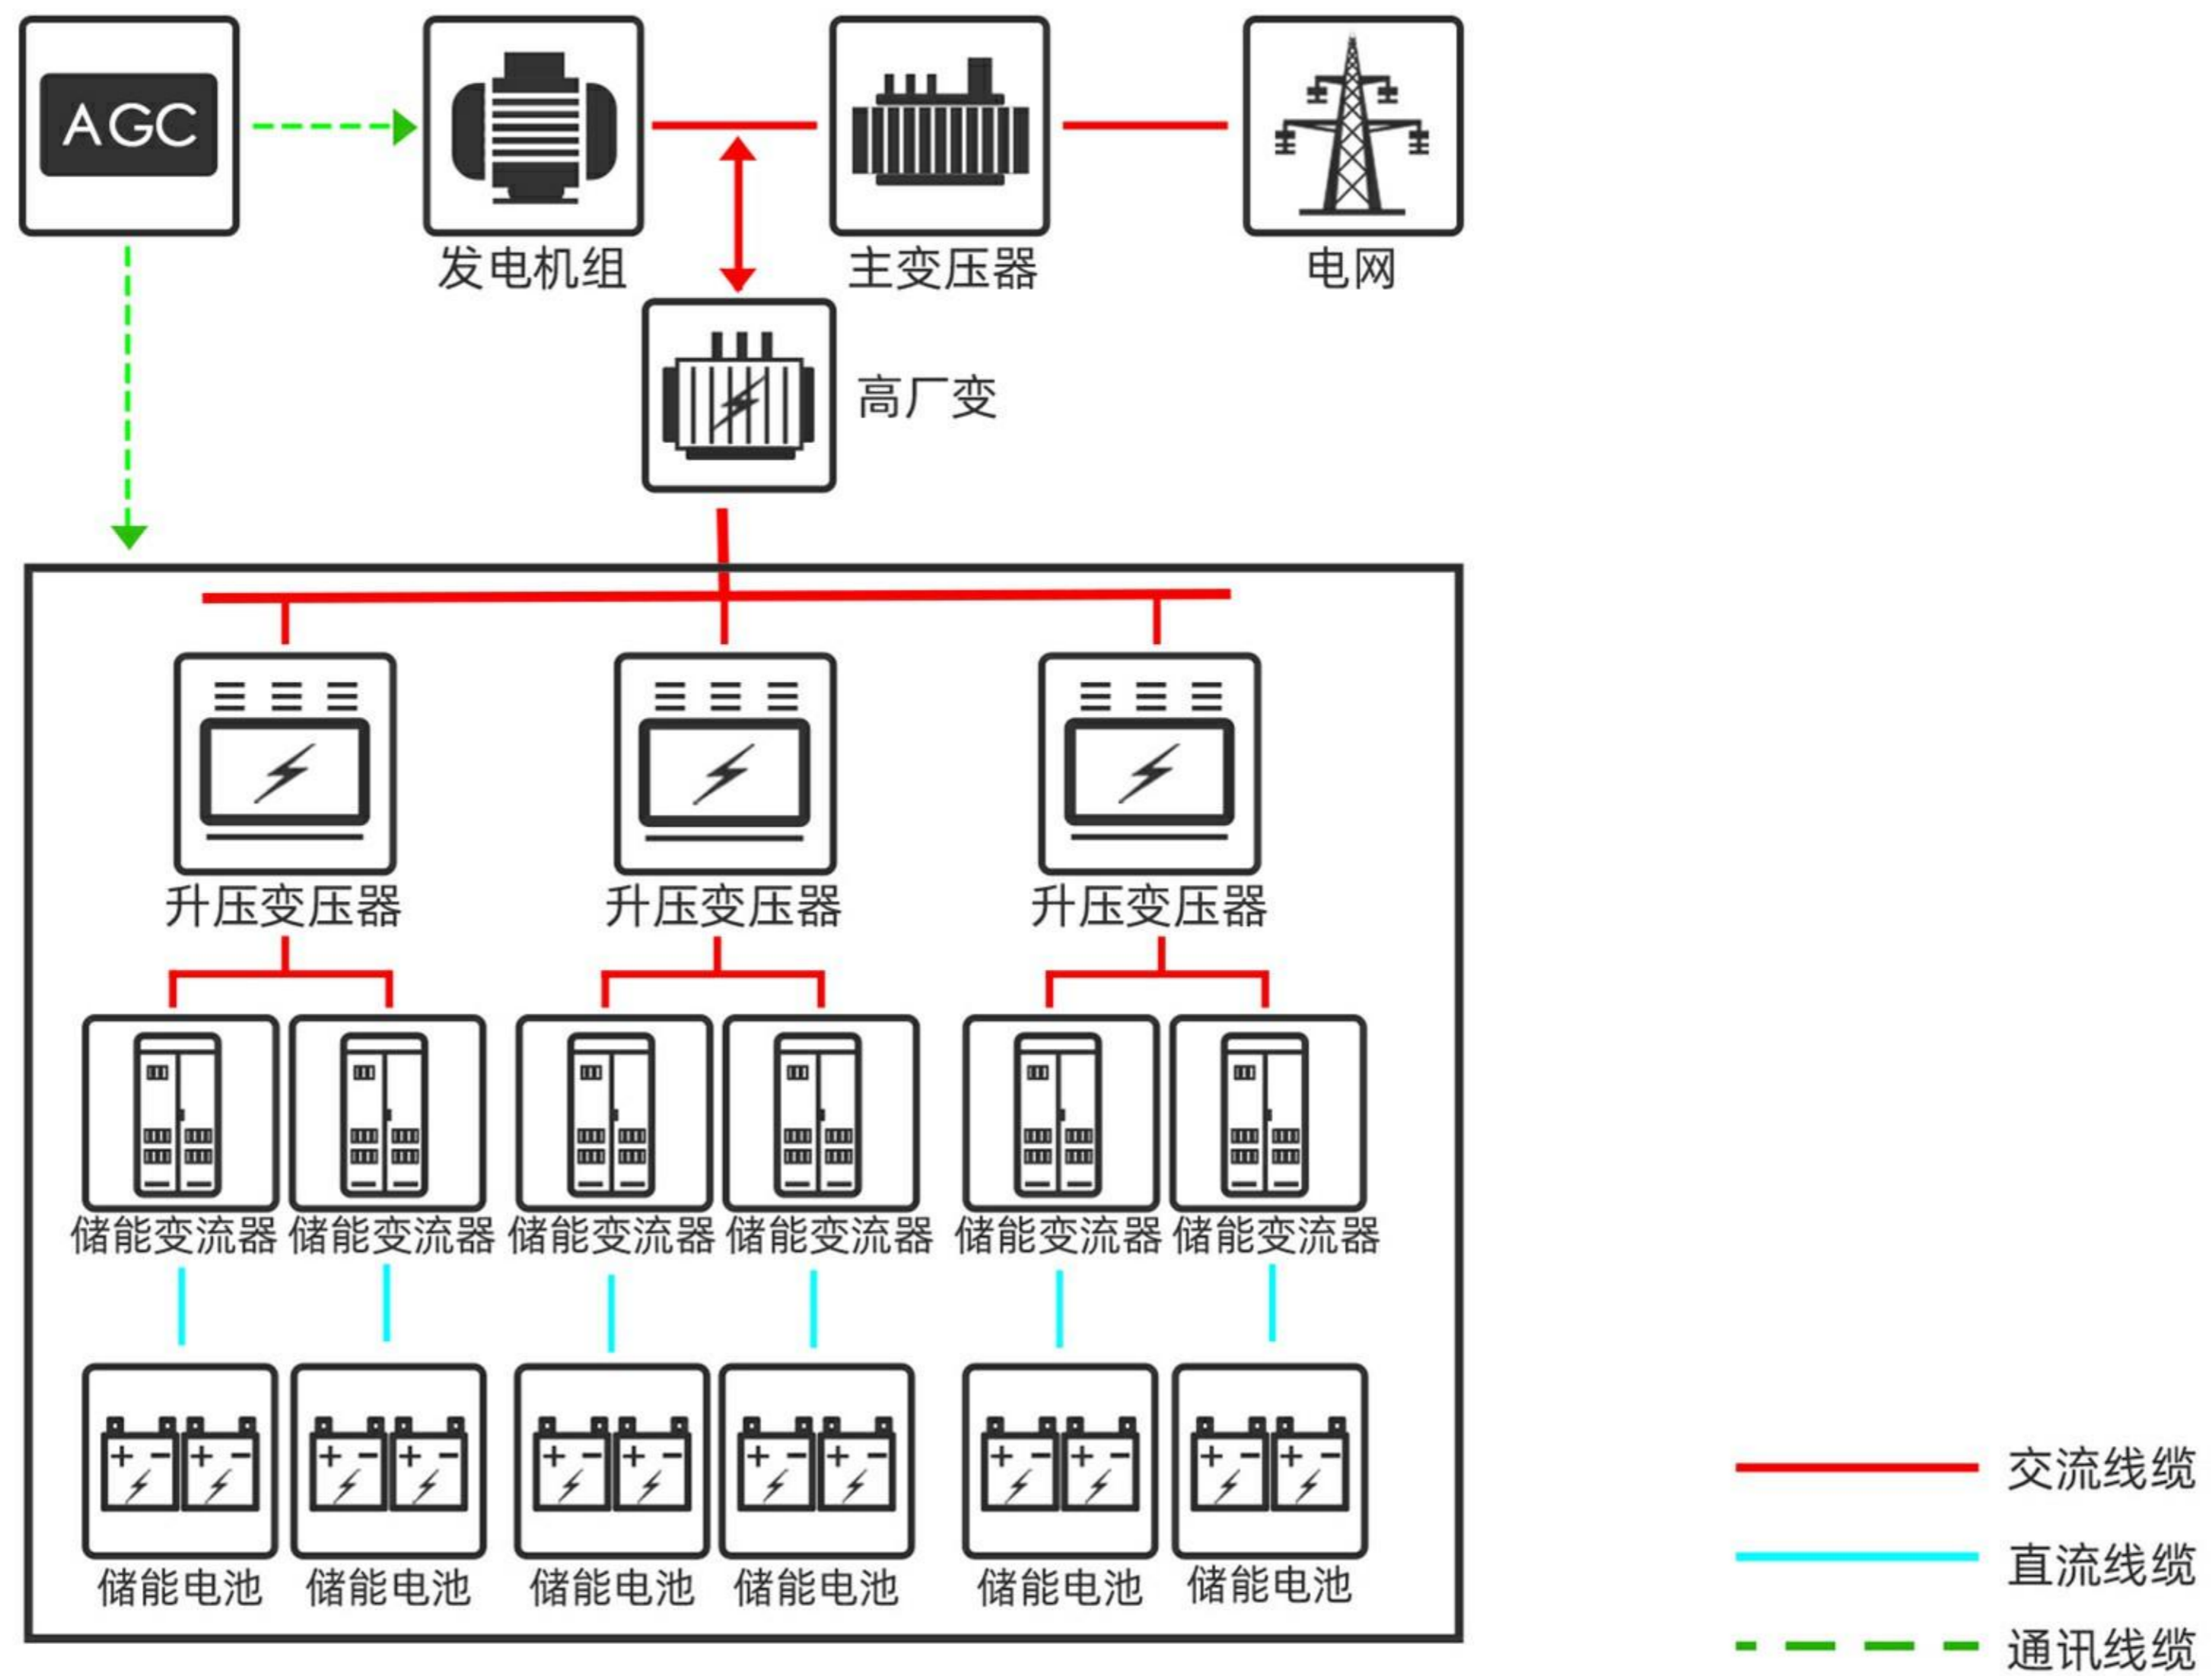 AGC
发电机组
主变压器
电网
高厂变
升压变压器
升压变压器
升压变压器
储能变流器
储能变流器
储能变流器
储能变流器
储能变流器
储能变流器
储能电池
储能电池
储能电池
储能电池
储能电池
储能电池
交流线缆
直流线缆
通讯线缆